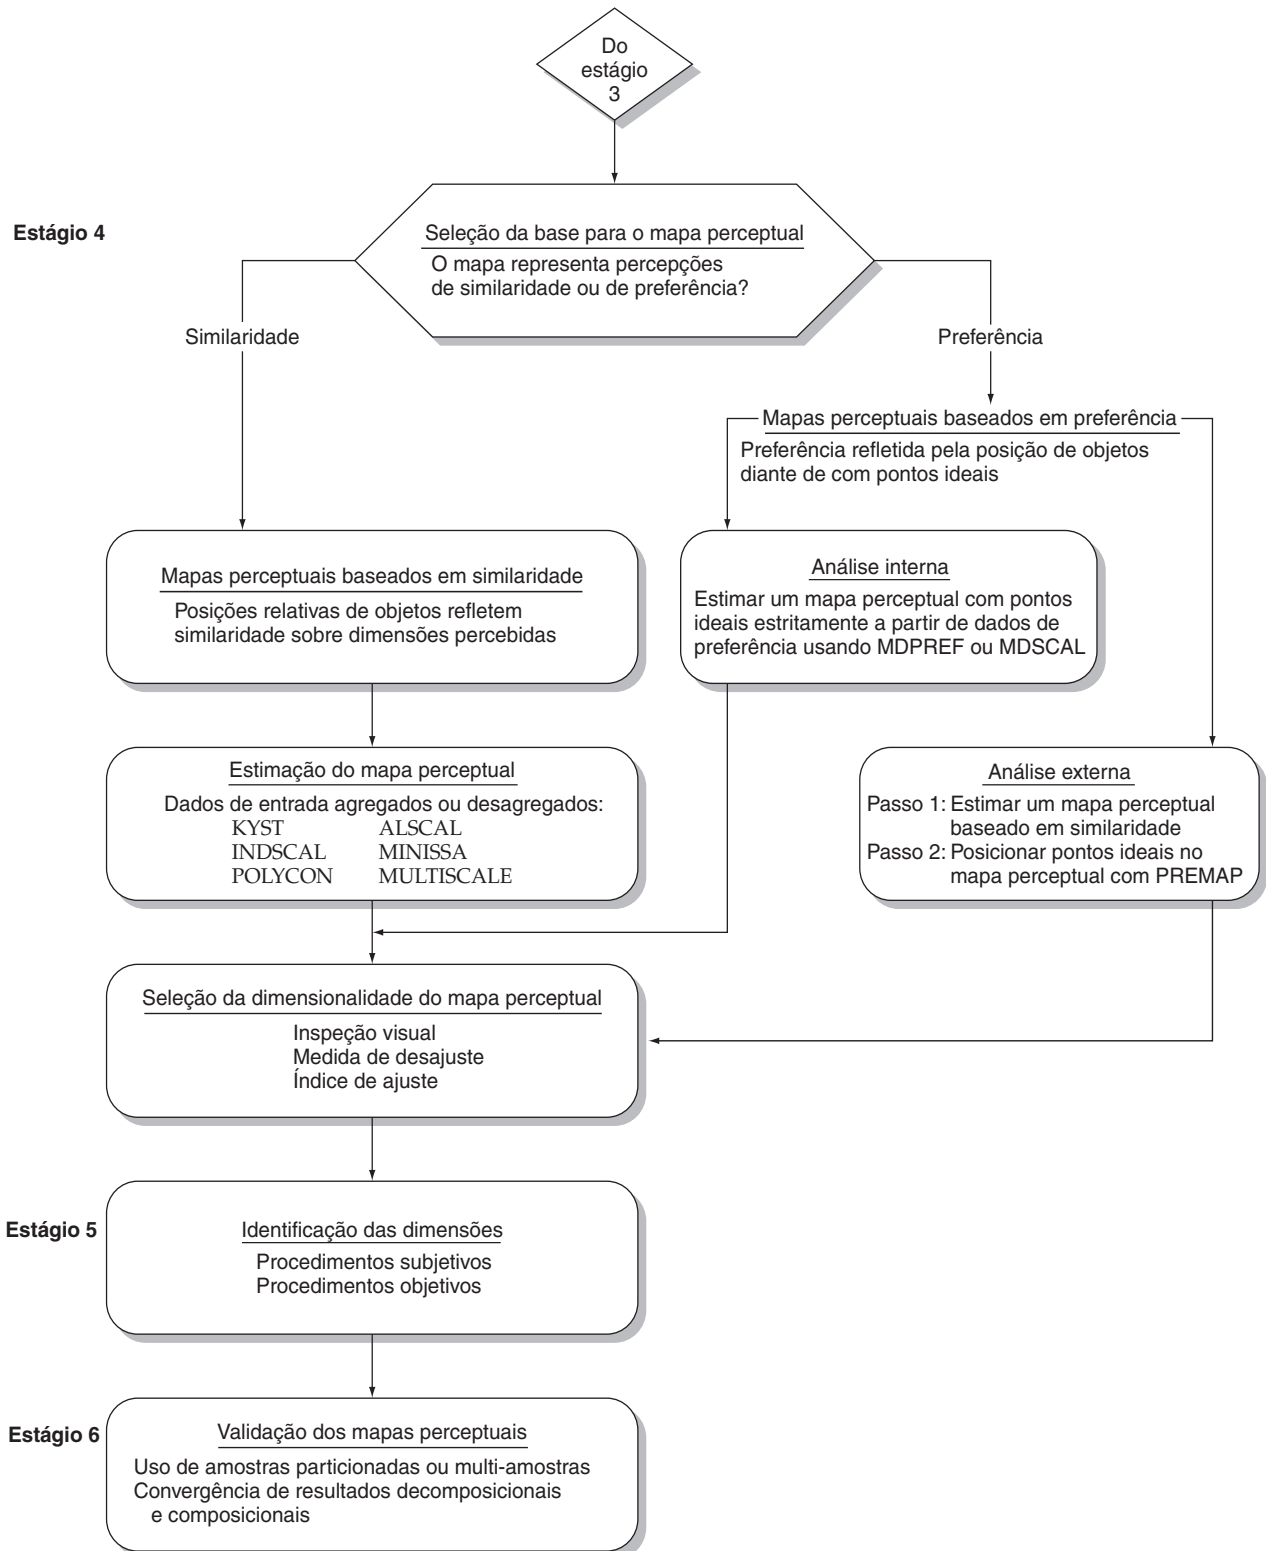 Do
estágio
3
Estágio 4
Seleção da base para o mapa perceptual
O mapa representa percepções
de similaridade ou de preferência?
Similaridade
Preferência
Mapas perceptuais baseados em preferência
Preferência refletida pela posição de objetos
diante de com pontos ideais
Mapas perceptuais baseados em similaridade
Posições relativas de objetos refletem
similaridade sobre dimensões percebidas
Análise interna
Estimar um mapa perceptual com pontos
ideais estritamente a partir de dados de
preferência usando MDPREF ou MDSCAL
Estimação do mapa perceptual
Dados de entrada agregados ou desagregados:
KYST ALSCAL
INDSCAL MINISSA
POLYCON MULTISCALE
Análise externa
Passo 1: Estimar um mapa perceptual
baseado em similaridade
Passo 2: Posicionar pontos ideais no
mapa perceptual com PREMAP
Seleção da dimensionalidade do mapa perceptual
Inspeção visual
Medida de desajuste
Índice de ajuste
Estágio 5
Identificação das dimensões
Procedimentos subjetivos
Procedimentos objetivos
Estágio 6
Validação dos mapas perceptuais
Uso de amostras particionadas ou multi-amostras
Convergência de resultados decomposicionais
e composicionais